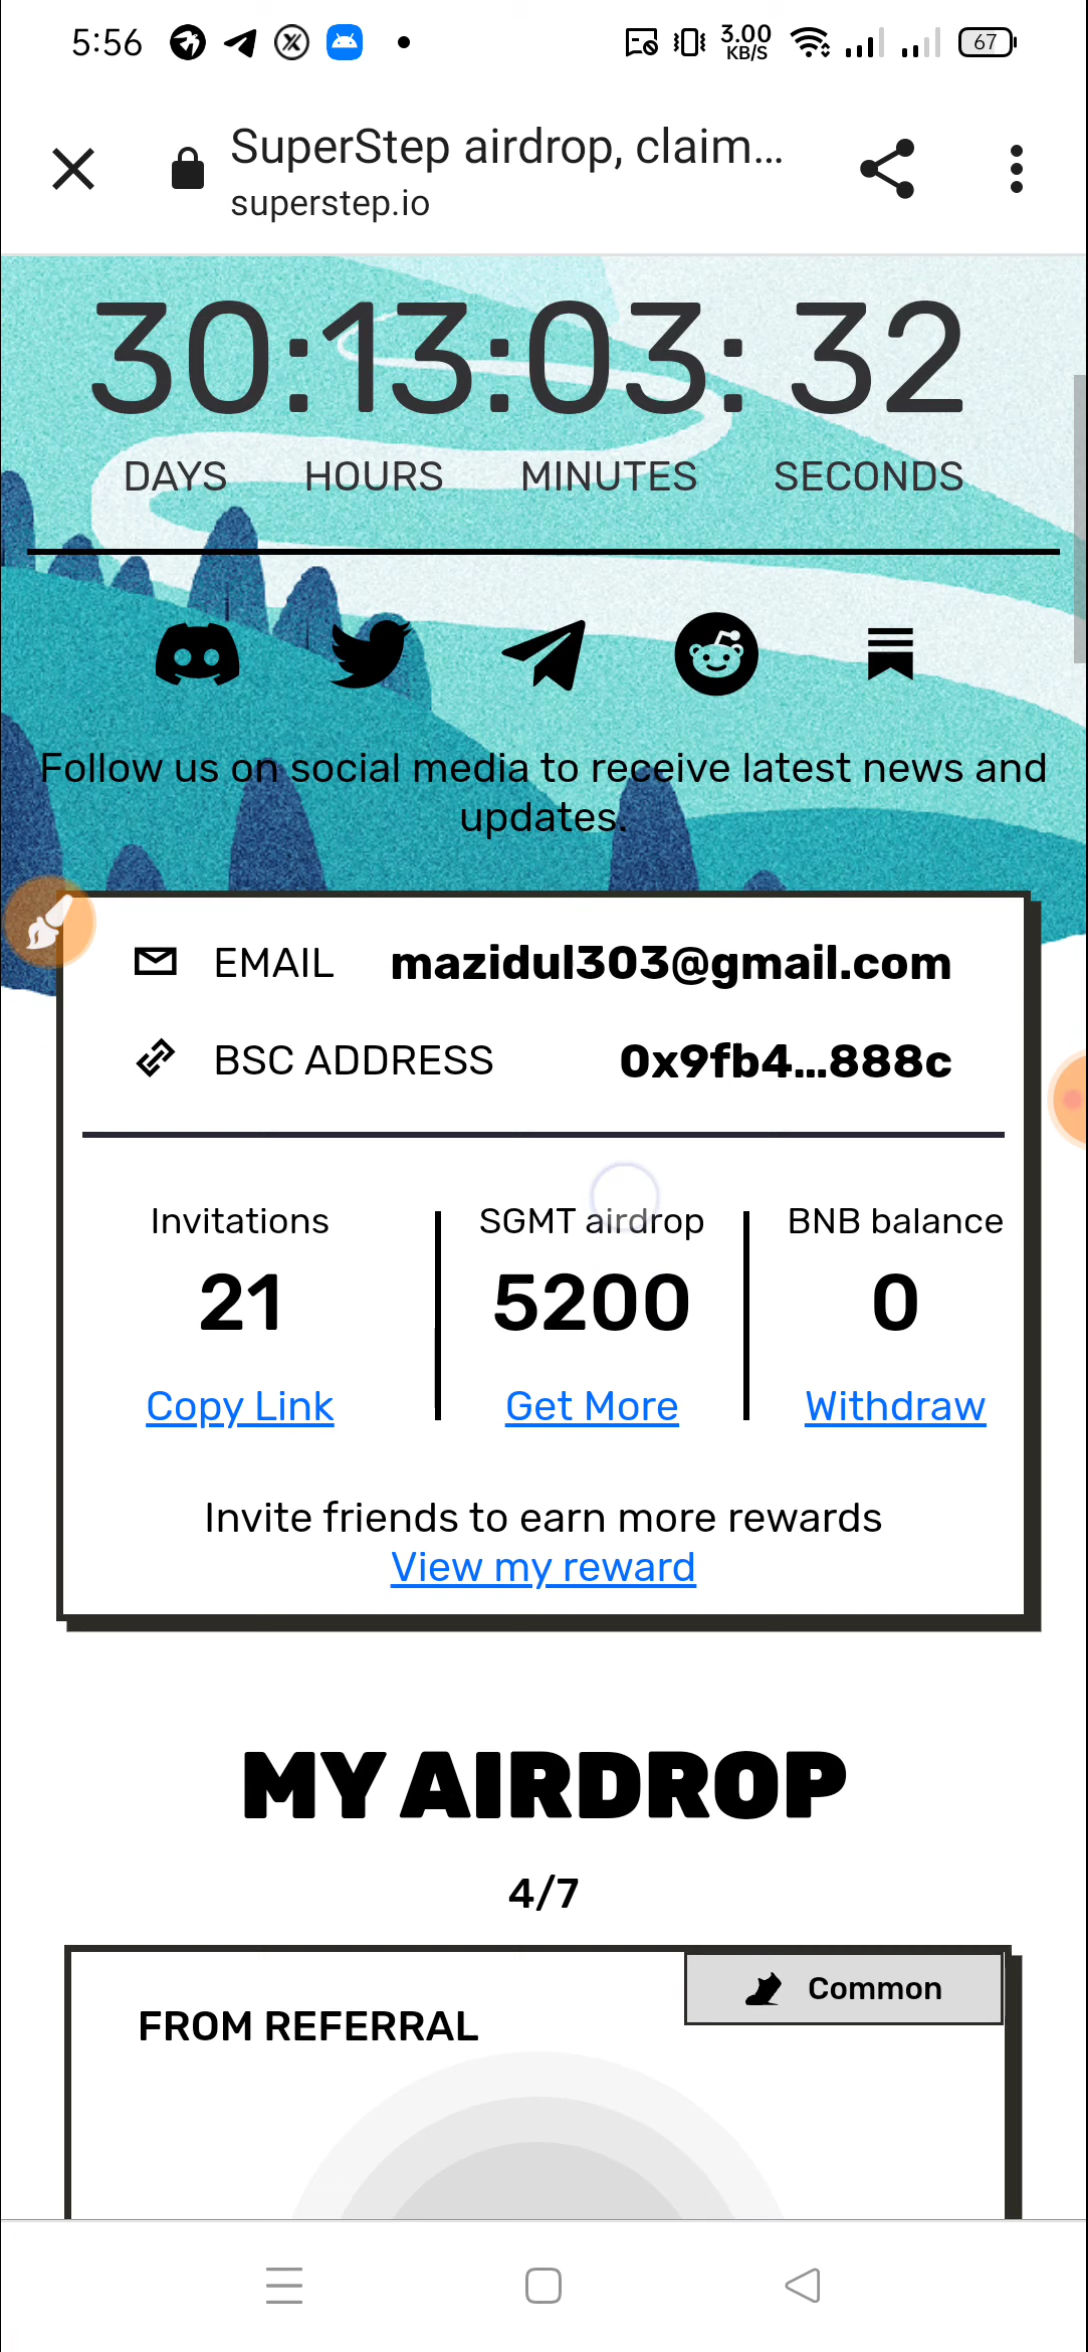 5:56
3.00
KB/S
67
SuperStep airdrop, claim...
superstep.io
30:13:03: 32
DAYS HOURS MINUTES SECONDS
Follow us on social media to receive latest news and
updates.
EMAIL mazidul303@gmail.com
BSC ADDRESS 0x9fb4...888c
Invitations SGMT airdrop BNB balance
21 5200 0
Copy Link Get More Withdraw
Invite friends to earn more rewards
View my reward
MY AIRDROP
4/7
Common
FROM REFERRAL